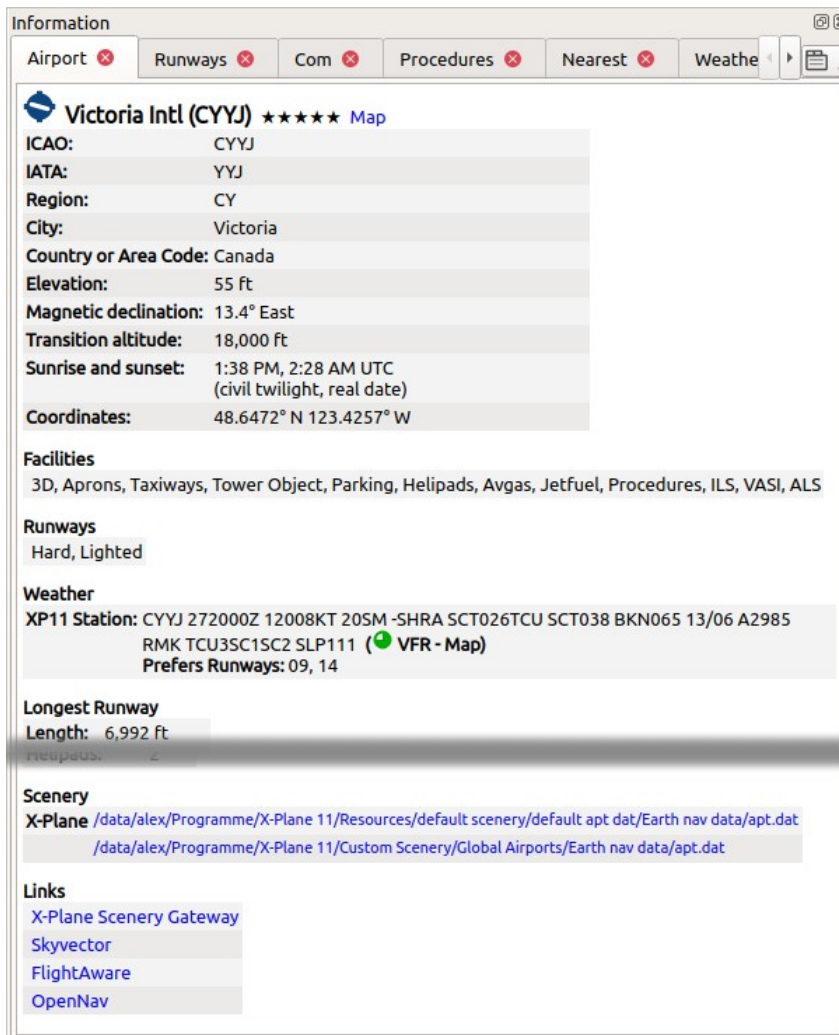 Information
Airport Runways Com Procedures Nearest Weathe
Victoria Intl (CYYJ) ★★★★★ Map
ICAO: CYYJ
IATA: YYJ
Region: CY
City: Victoria
Country or Area Code: Canada
Elevation: 55 ft
Magnetic declination: 13.4° East
Transition altitude: 18,000 ft
Sunrise and sunset: 1:38 PM, 2:28 AM UTC
(civil twilight, real date)
Coordinates: 48.6472° N 123.4257° W
Facilities
3D, Aprons, Taxiways, Tower Object, Parking, Helipads, Avgas, Jetfuel, Procedures, ILS, VASI, ALS
Runways
Hard, Lighted
Weather
XP11 Station: CYYJ 272000Z 12008KT 20SM -SHRA SCT026TCU SCT038 BKN065 13/06 A2985
RMK TCU3SC1SC2 SLP111 ( VFR - Map)
Prefers Runways: 09, 14
Longest Runway
Length: 6,992 ft
Helipads: 2
Scenery
X-Plane /data/alex/Programme/X-Plane 11/Resources/default scenery/default apt dat/Earth nav data/apt.dat
/data/alex/Programme/X-Plane 11/Custom Scenery/Global Airports/Earth nav data/apt.dat
Links
X-Plane Scenery Gateway
Skyvector
FlightAware
OpenNav